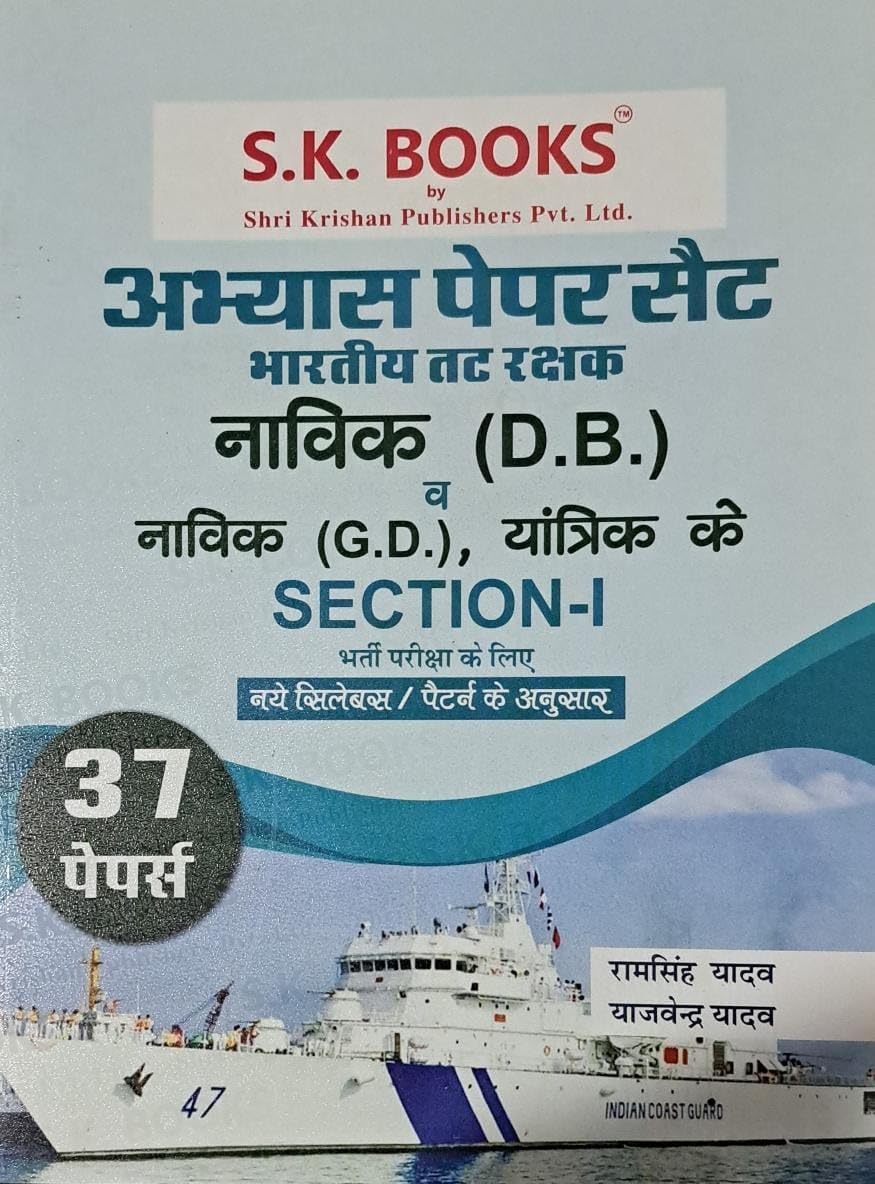 S.K. BOOKS™
by
Shri Krishan Publishers Pvt. Ltd.
अभ्यास पेपर सैट
भारतीय तट रक्षक
नाविक (D.B.)
व
नाविक (G.D.), यांत्रिक के
SECTION-I
भर्ती परीक्षा के लिए
नये सिलेबस / पैटर्न के अनुसार
37
पेपर्स
रामसिंह यादव
याजवेन्द्र यादव
47
INDIAN COAST GUARD